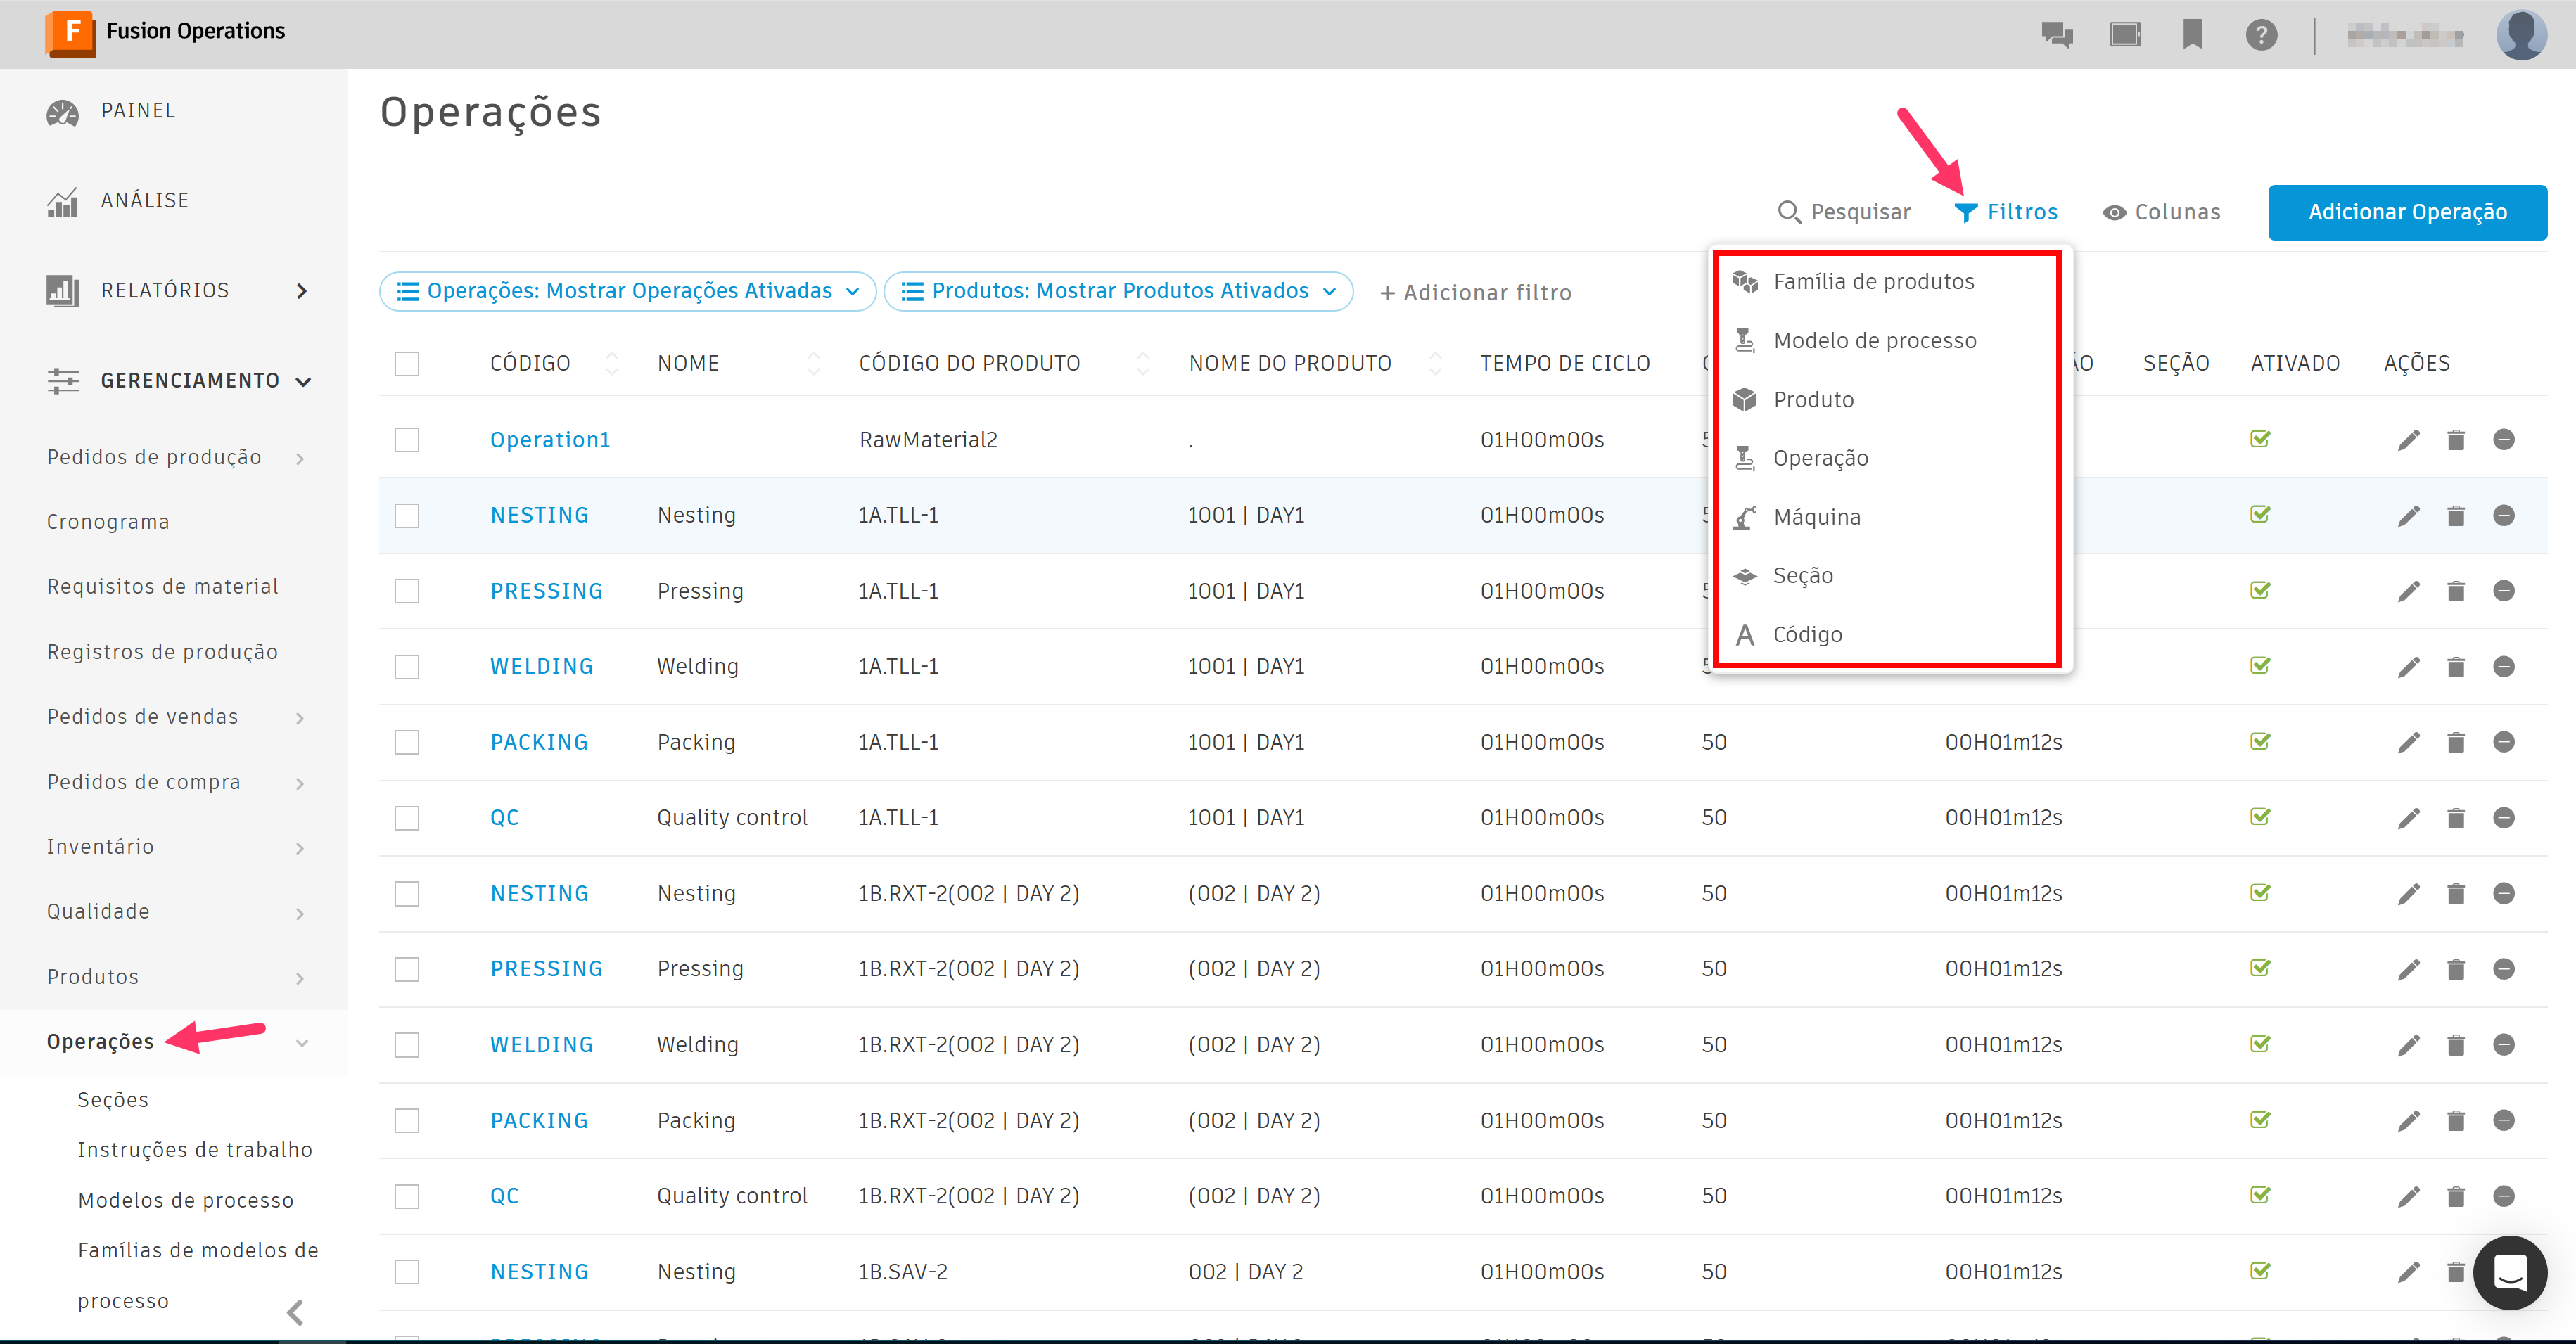 F Fusion Operations
PAINEL
ANÁLISE
RELATÓRIOS
GERENCIAMENTO
Pedidos de produção
Cronograma
Requisitos de material
Registros de produção
Pedidos de vendas
Pedidos de compra
Inventário
Qualidade
Produtos
Operações
Seções
Instruções de trabalho
Modelos de processo
Famílias de modelos de
processo
Operações
Pesquisar Filtros Colunas Adicionar Operação
Operações: Mostrar Operações Ativadas Produtos: Mostrar Produtos Ativados + Adicionar filtro
Família de produtos
Modelo de processo
Produto
Operação
Máquina
Seção
A Código
CÓDIGO NOME CÓDIGO DO PRODUTO NOME DO PRODUTO TEMPO DE CICLO SEÇÃO ATIVADO AÇÕES
Operation1 RawMaterial2 . 01H00m00s
NESTING Nesting 1A.TLL-1 1001 | DAY1 01H00m00s
PRESSING Pressing 1A.TLL-1 1001 | DAY1 01H00m00s
WELDING Welding 1A.TLL-1 1001 | DAY1 01H00m00s
PACKING Packing 1A.TLL-1 1001 | DAY1 01H00m00s 50 00H01m12s
QC Quality control 1A.TLL-1 1001 | DAY1 01H00m00s 50 00H01m12s
NESTING Nesting 1B.RXT-2(002 | DAY 2) (002 | DAY 2) 01H00m00s 50 00H01m12s
PRESSING Pressing 1B.RXT-2(002 | DAY 2) (002 | DAY 2) 01H00m00s 50 00H01m12s
WELDING Welding 1B.RXT-2(002 | DAY 2) (002 | DAY 2) 01H00m00s 50 00H01m12s
PACKING Packing 1B.RXT-2(002 | DAY 2) (002 | DAY 2) 01H00m00s 50 00H01m12s
QC Quality control 1B.RXT-2(002 | DAY 2) (002 | DAY 2) 01H00m00s 50 00H01m12s
NESTING Nesting 1B.SAV-2 002 | DAY 2 01H00m00s 50 00H01m12s